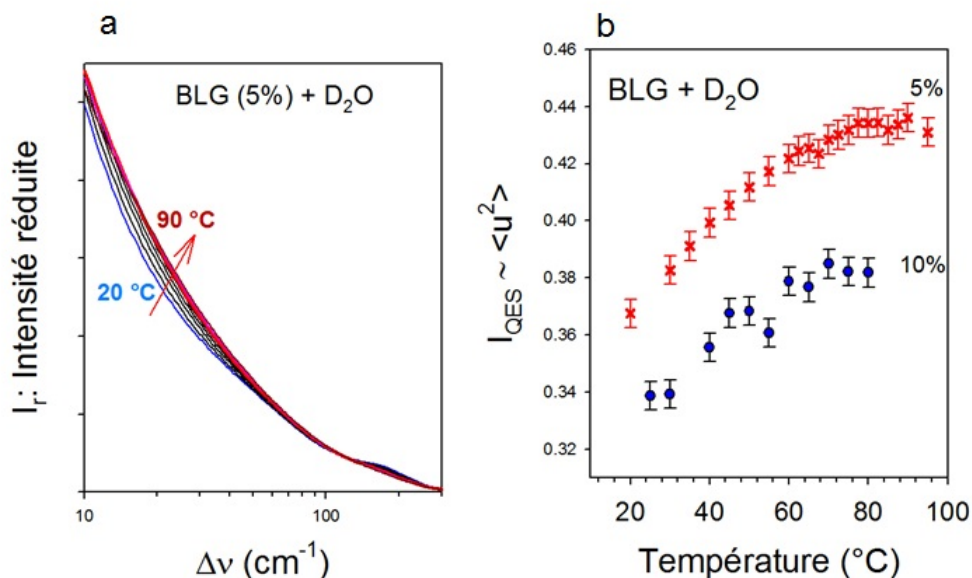 a
BLG (5%) + D₂O
90 °C
20 °C
Iᵣ: Intensité réduite
10
100
Δν (cm⁻¹)
b
BLG + D₂O
5%
10%
I_QES ~ <u²>
0.46
0.44
0.42
0.40
0.38
0.36
0.34
0.32
20
40
60
80
100
Température (°C)